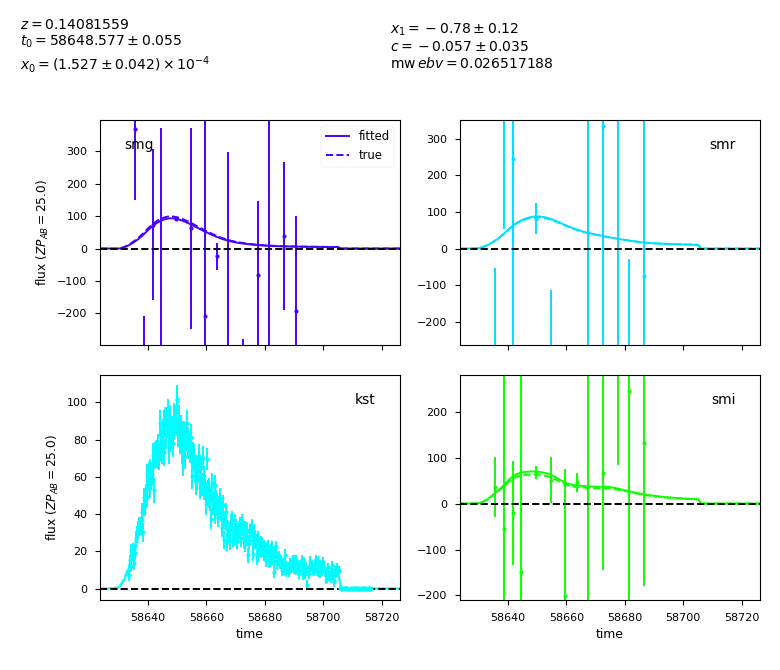 z = 0.14081559
t₀ = 58648.577 ± 0.055
x₀ = (1.527 ± 0.042) × 10⁻⁴
x₁ = −0.78 ± 0.12
c = −0.057 ± 0.035
mw ebv = 0.026517188
smg
fitted
true
300
200
100
0
−100
−200
flux (ZP_AB = 25.0)
smr
300
200
100
0
−100
−200
kst
100
80
60
40
20
0
flux (ZP_AB = 25.0)
58640 58660 58680 58700 58720
time
smi
200
100
0
−100
−200
58640 58660 58680 58700 58720
time